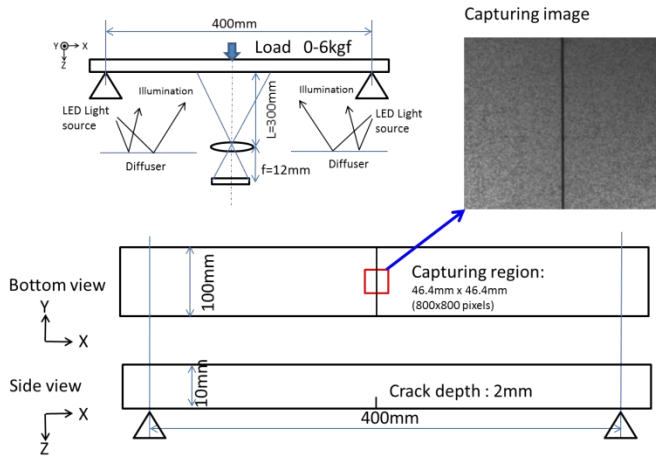 Capturing image
400mm
Y X
Z
Load 0-6kgf
Illumination
LED Light
source
Diffuser
L=300mm
f=12mm
Illumination
LED Light
source
Diffuser
Bottom view
Y
X
100mm
Capturing region:
46.4mm x 46.4mm
(800x800 pixels)
Side view
X
Z
10mm
Crack depth : 2mm
400mm